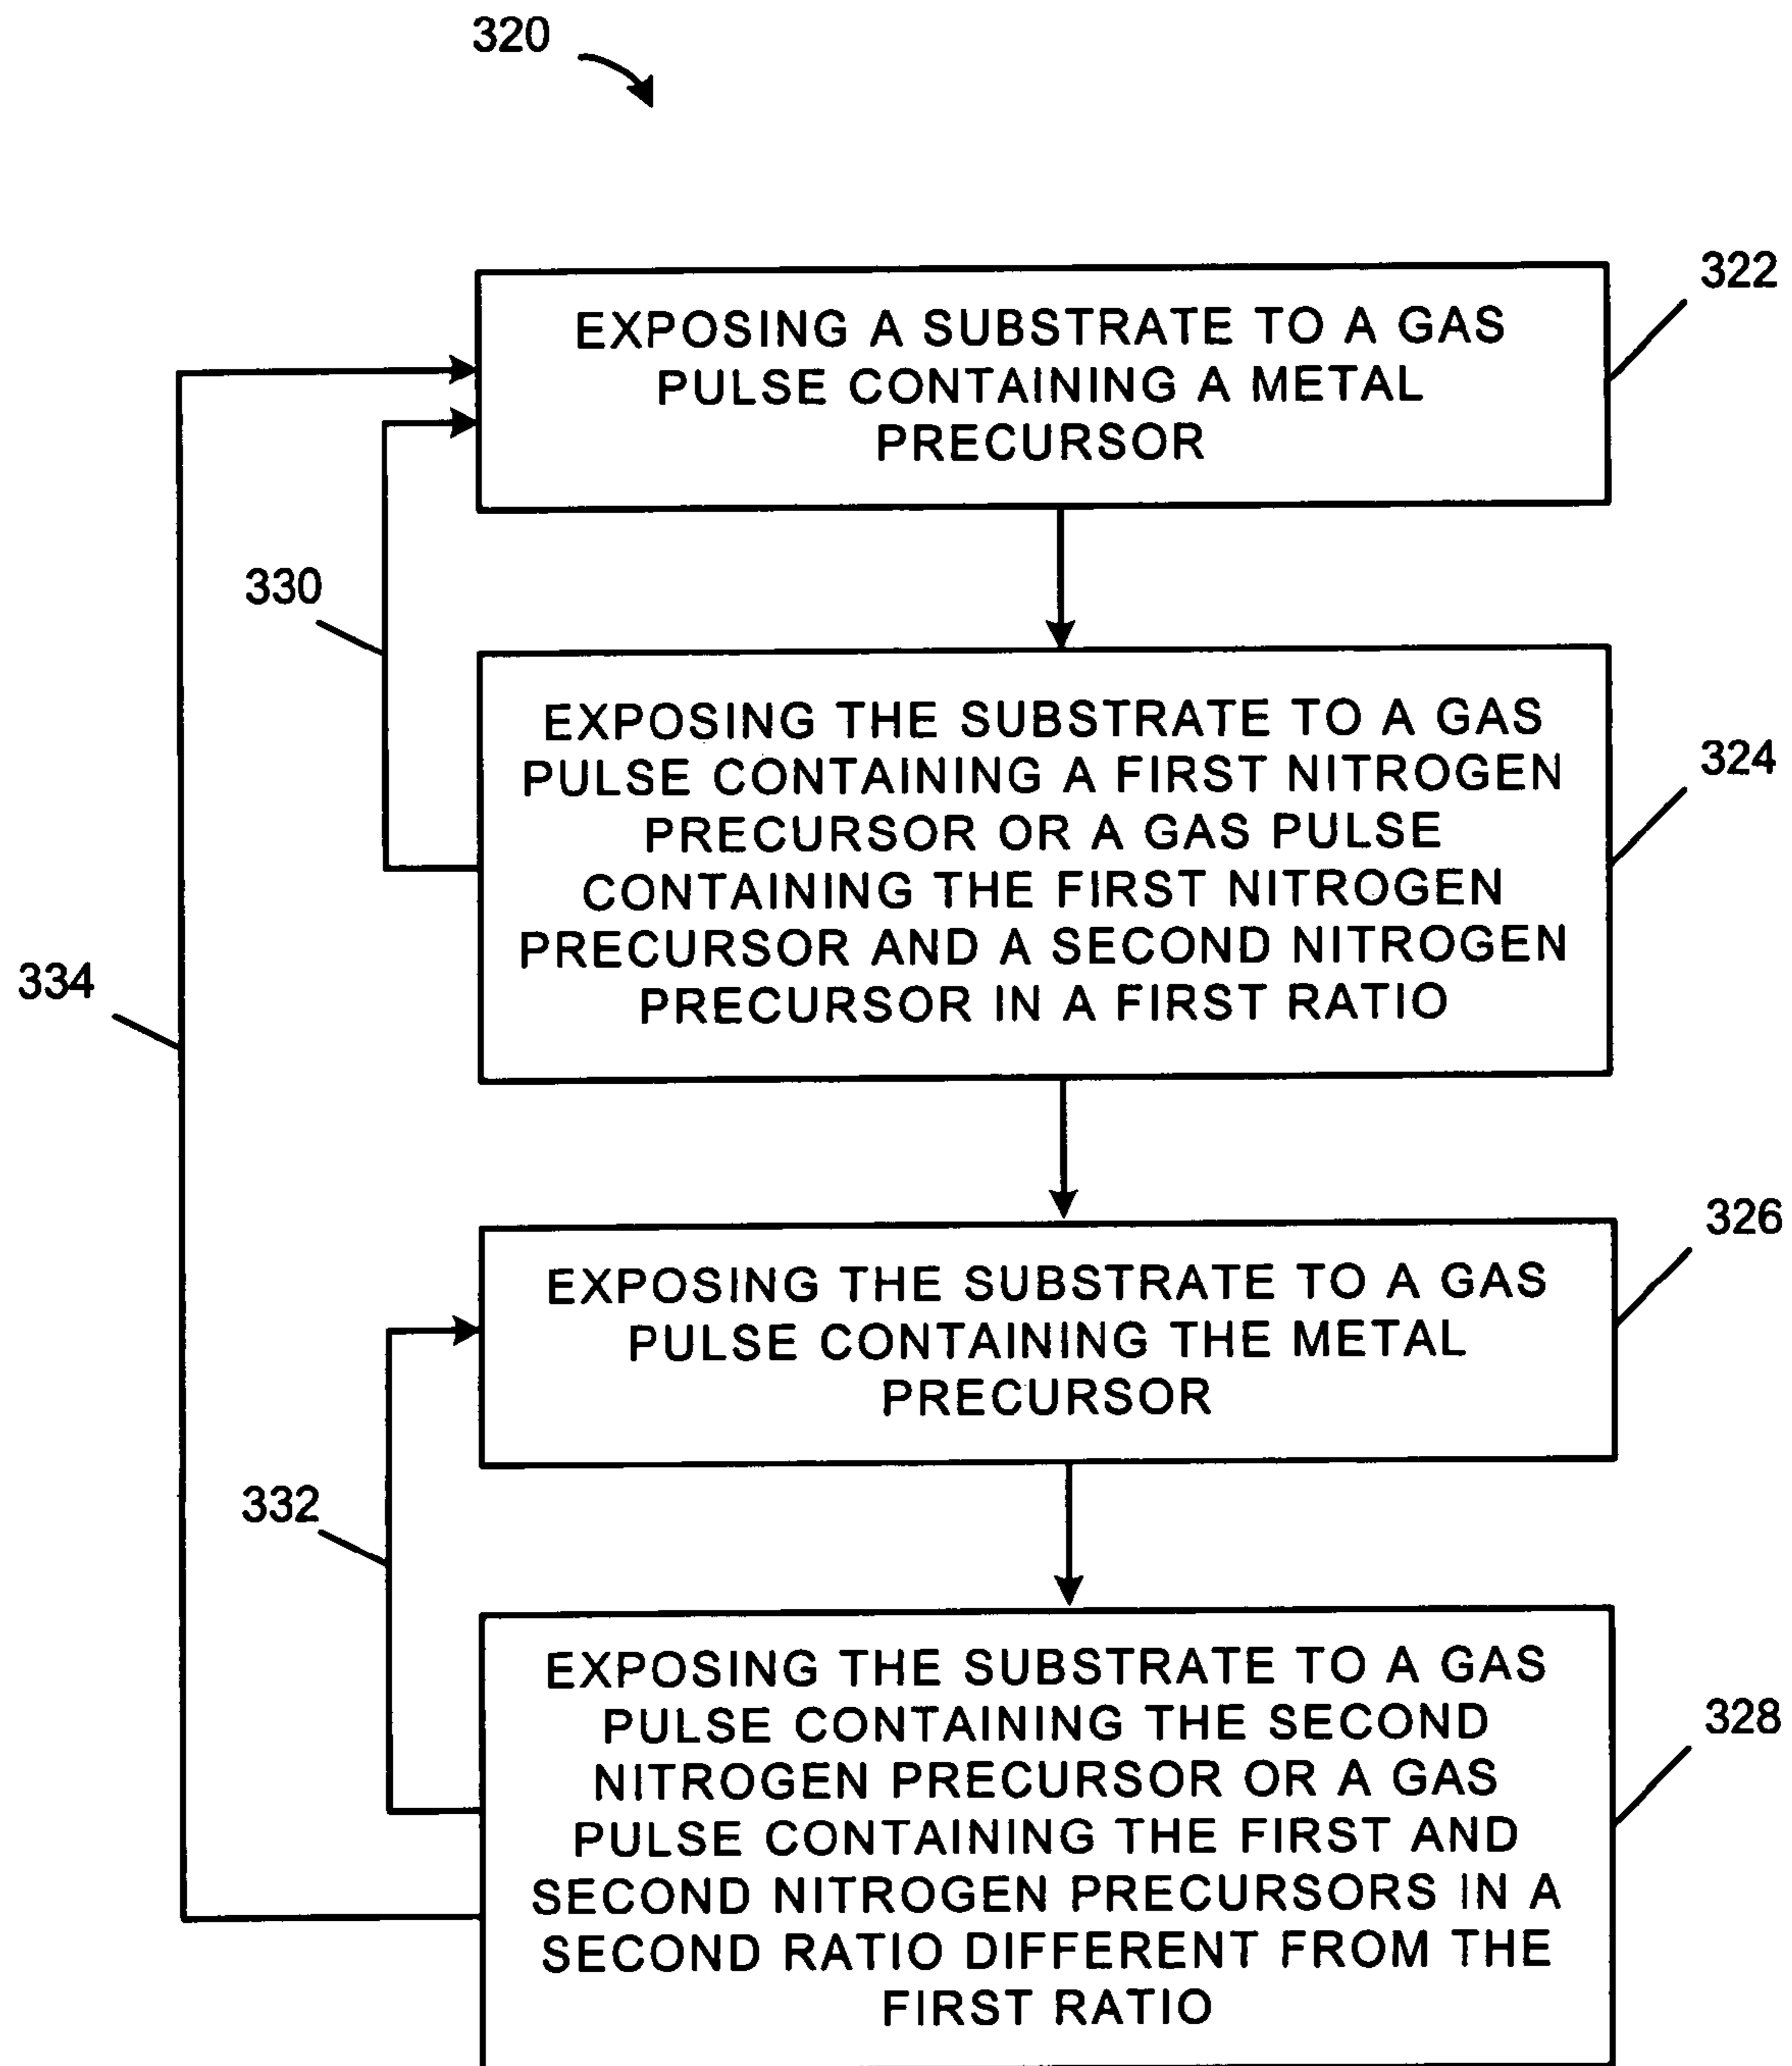 320
322
EXPOSING A SUBSTRATE TO A GAS
PULSE CONTAINING A METAL
PRECURSOR
330
324
EXPOSING THE SUBSTRATE TO A GAS
PULSE CONTAINING A FIRST NITROGEN
PRECURSOR OR A GAS PULSE
CONTAINING THE FIRST NITROGEN
PRECURSOR AND A SECOND NITROGEN
PRECURSOR IN A FIRST RATIO
334
326
EXPOSING THE SUBSTRATE TO A GAS
PULSE CONTAINING THE METAL
PRECURSOR
332
328
EXPOSING THE SUBSTRATE TO A GAS
PULSE CONTAINING THE SECOND
NITROGEN PRECURSOR OR A GAS
PULSE CONTAINING THE FIRST AND
SECOND NITROGEN PRECURSORS IN A
SECOND RATIO DIFFERENT FROM THE
FIRST RATIO